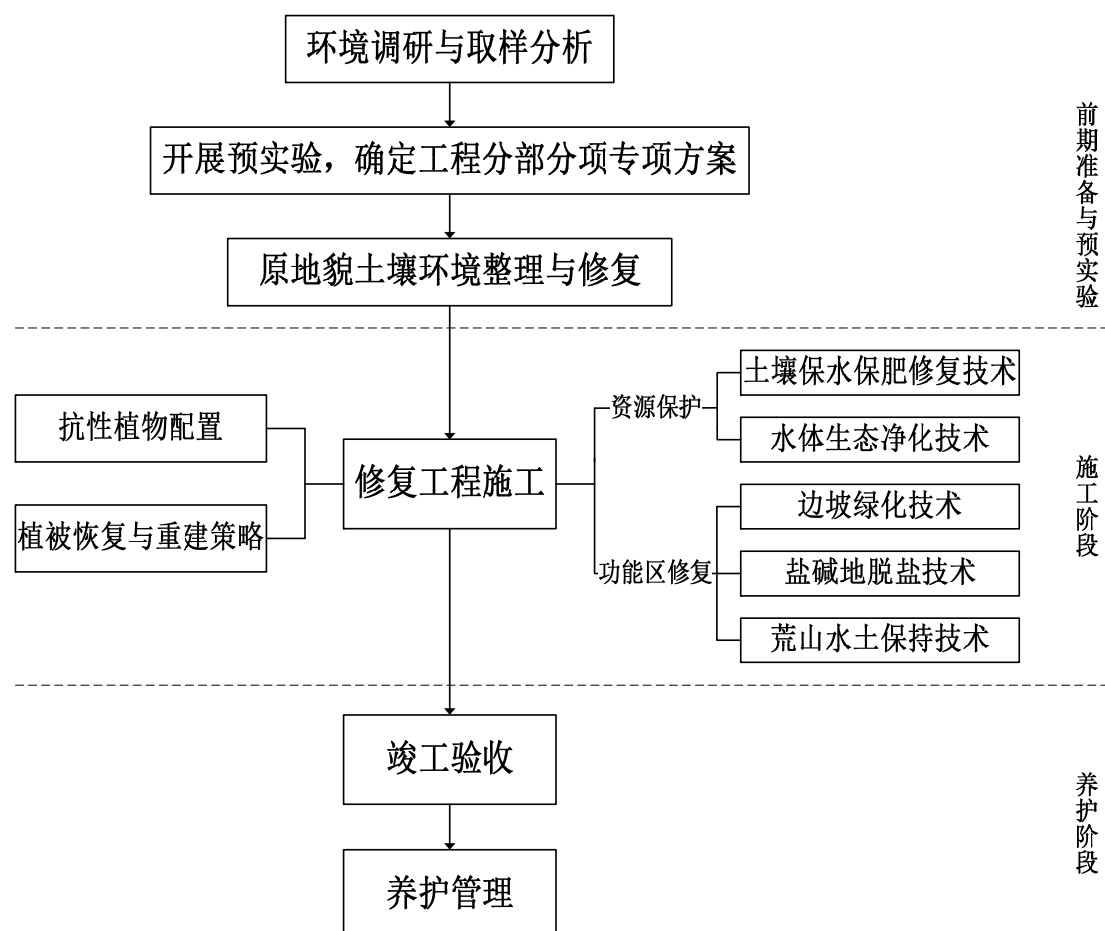 环境调研与取样分析
开展预实验，确定工程分部分项专项方案
原地貌土壤环境整理与修复
前期准备与预实验
抗性植物配置
植被恢复与重建策略
修复工程施工
资源保护
土壤保水保肥修复技术
水体生态净化技术
功能区修复
边坡绿化技术
盐碱地脱盐技术
荒山水土保持技术
施工阶段
竣工验收
养护管理
养护阶段